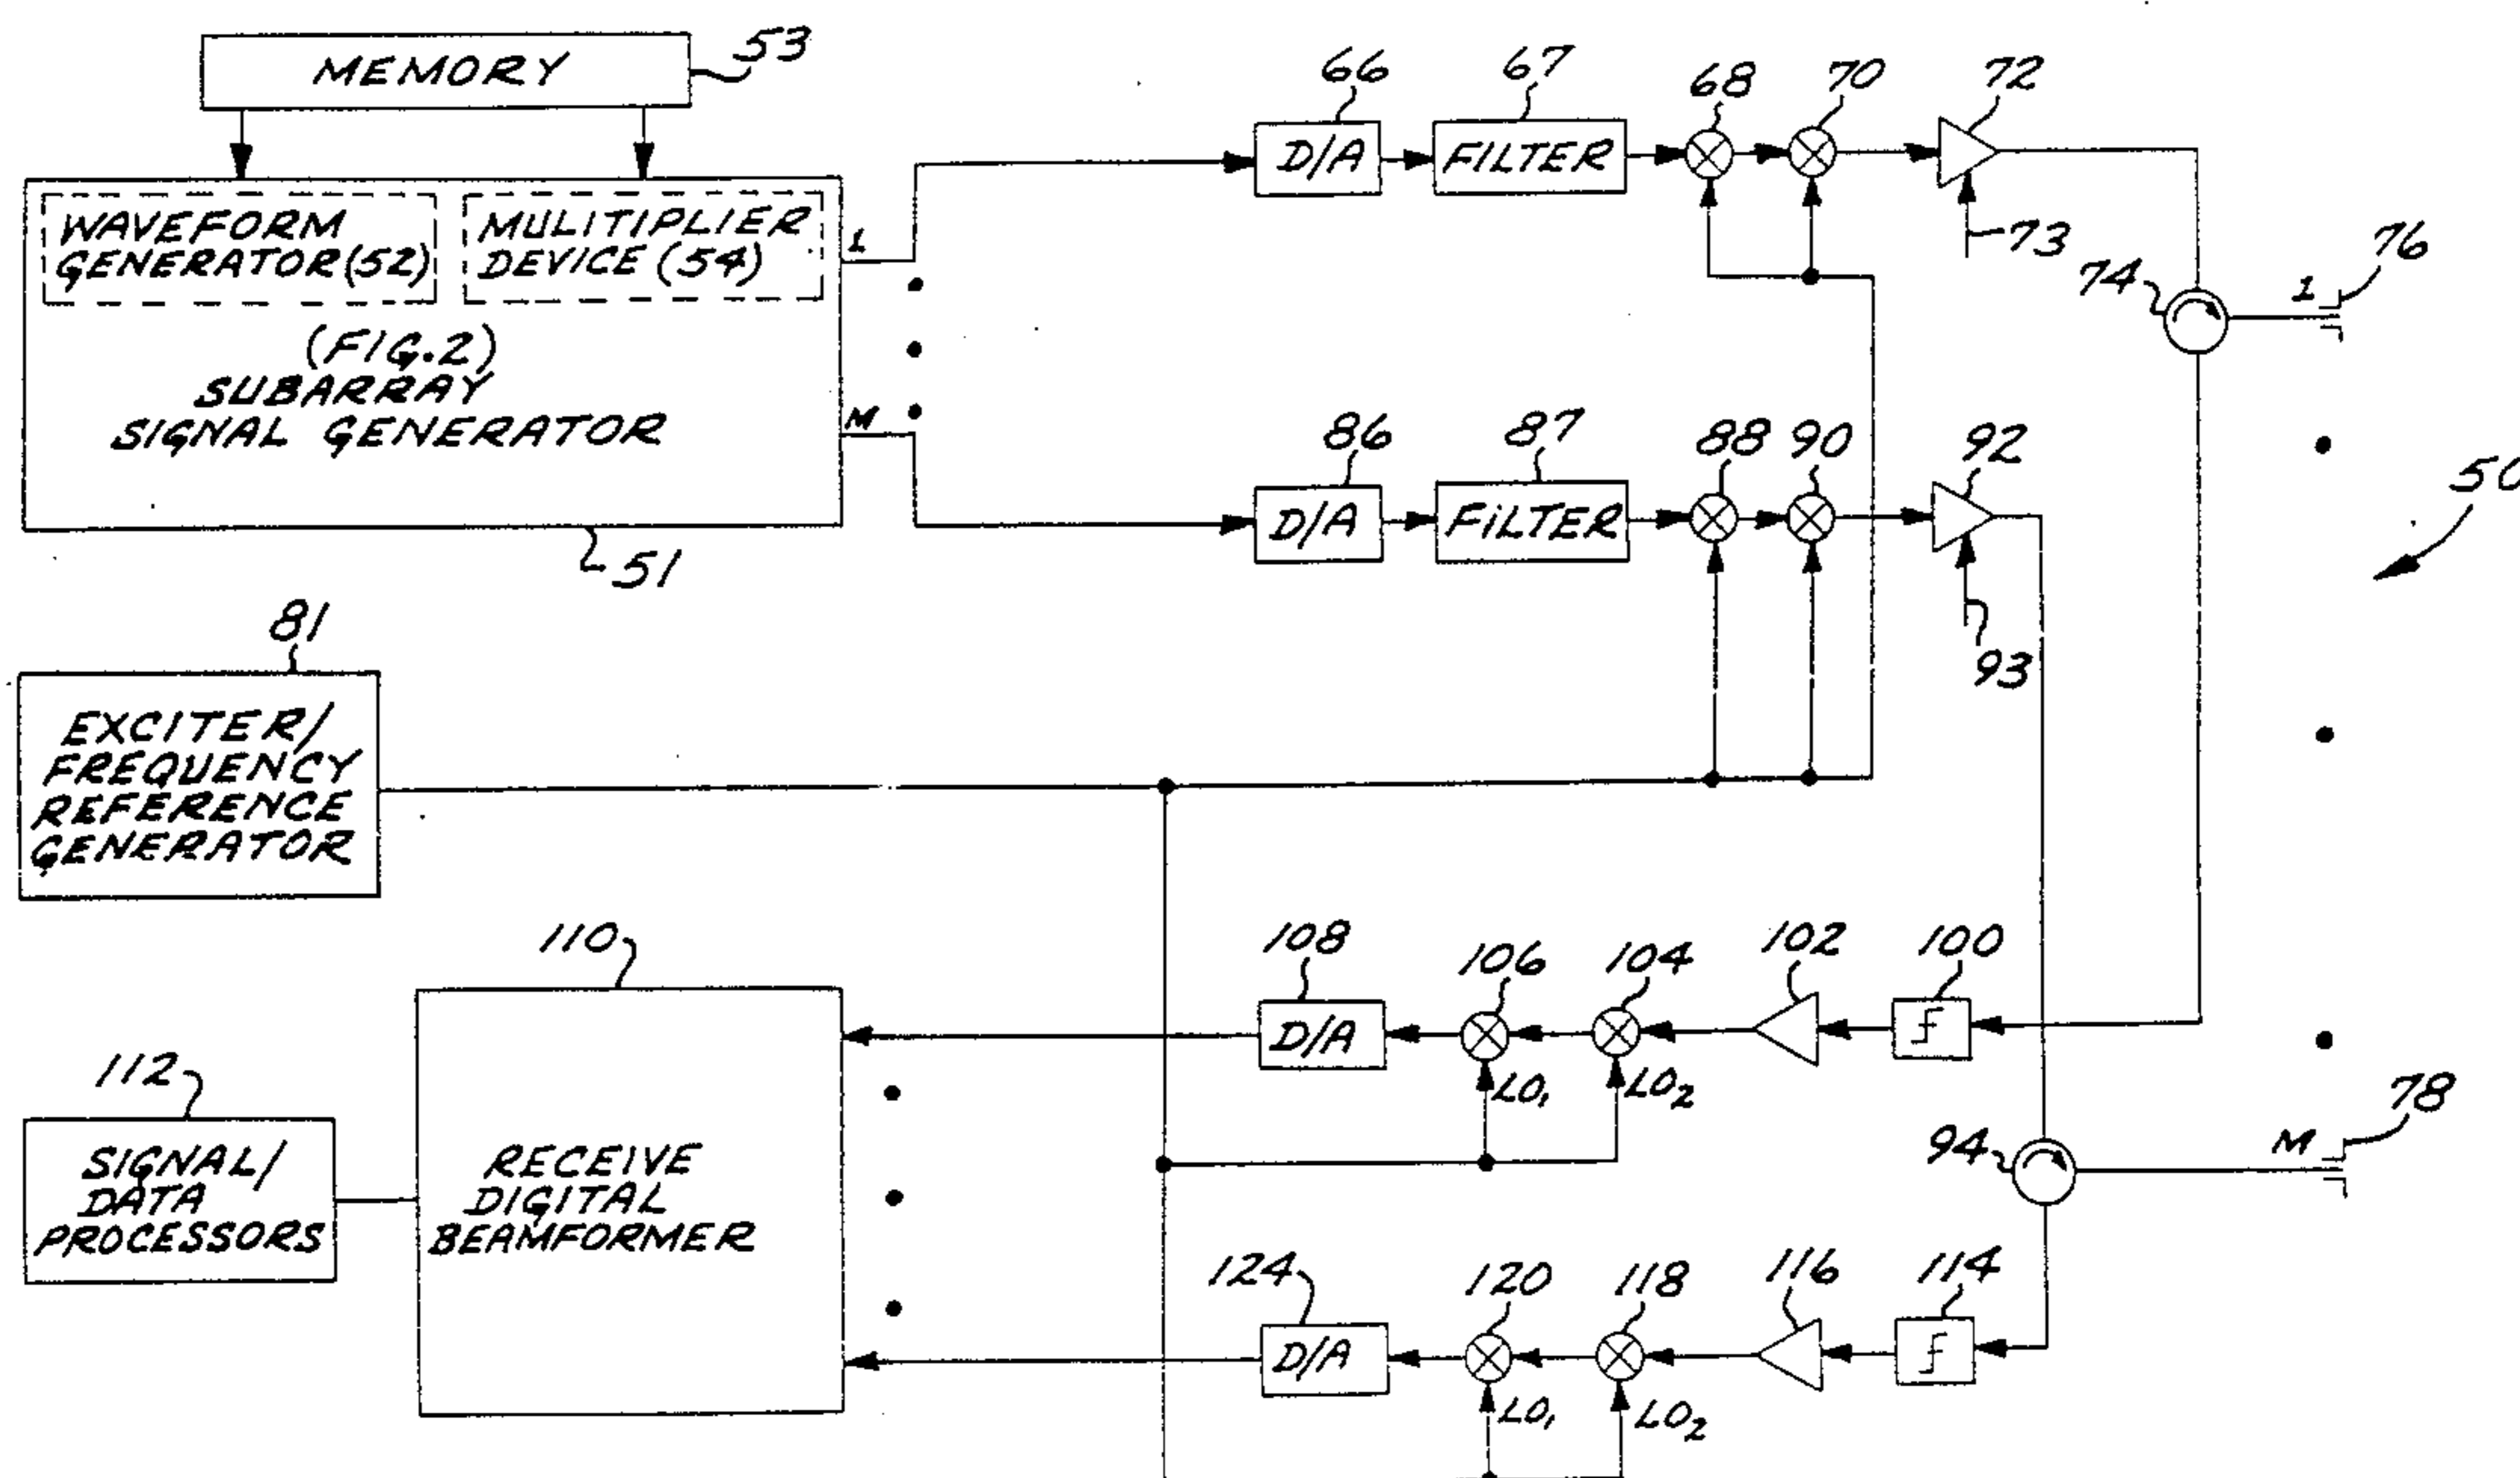 MEMORY
53
WAVEFORM
GENERATOR (52)
MULITIPLIER
DEVICE (54)
(FIG. 2)
SUBARRAY
SIGNAL GENERATOR
51
1
M
66
D/A
67
FILTER
68
70
72
73
74
1
76
86
D/A
87
FILTER
88
90
92
93
50
81
EXCITER/
FREQUENCY
REFERENCE
GENERATOR
110
RECEIVE
DIGITAL
BEAMFORMER
112
SIGNAL/
DATA
PROCESSORS
108
D/A
106
LO₁
104
LO₂
102
100
94
M
78
124
D/A
120
LO₁
118
LO₂
116
114